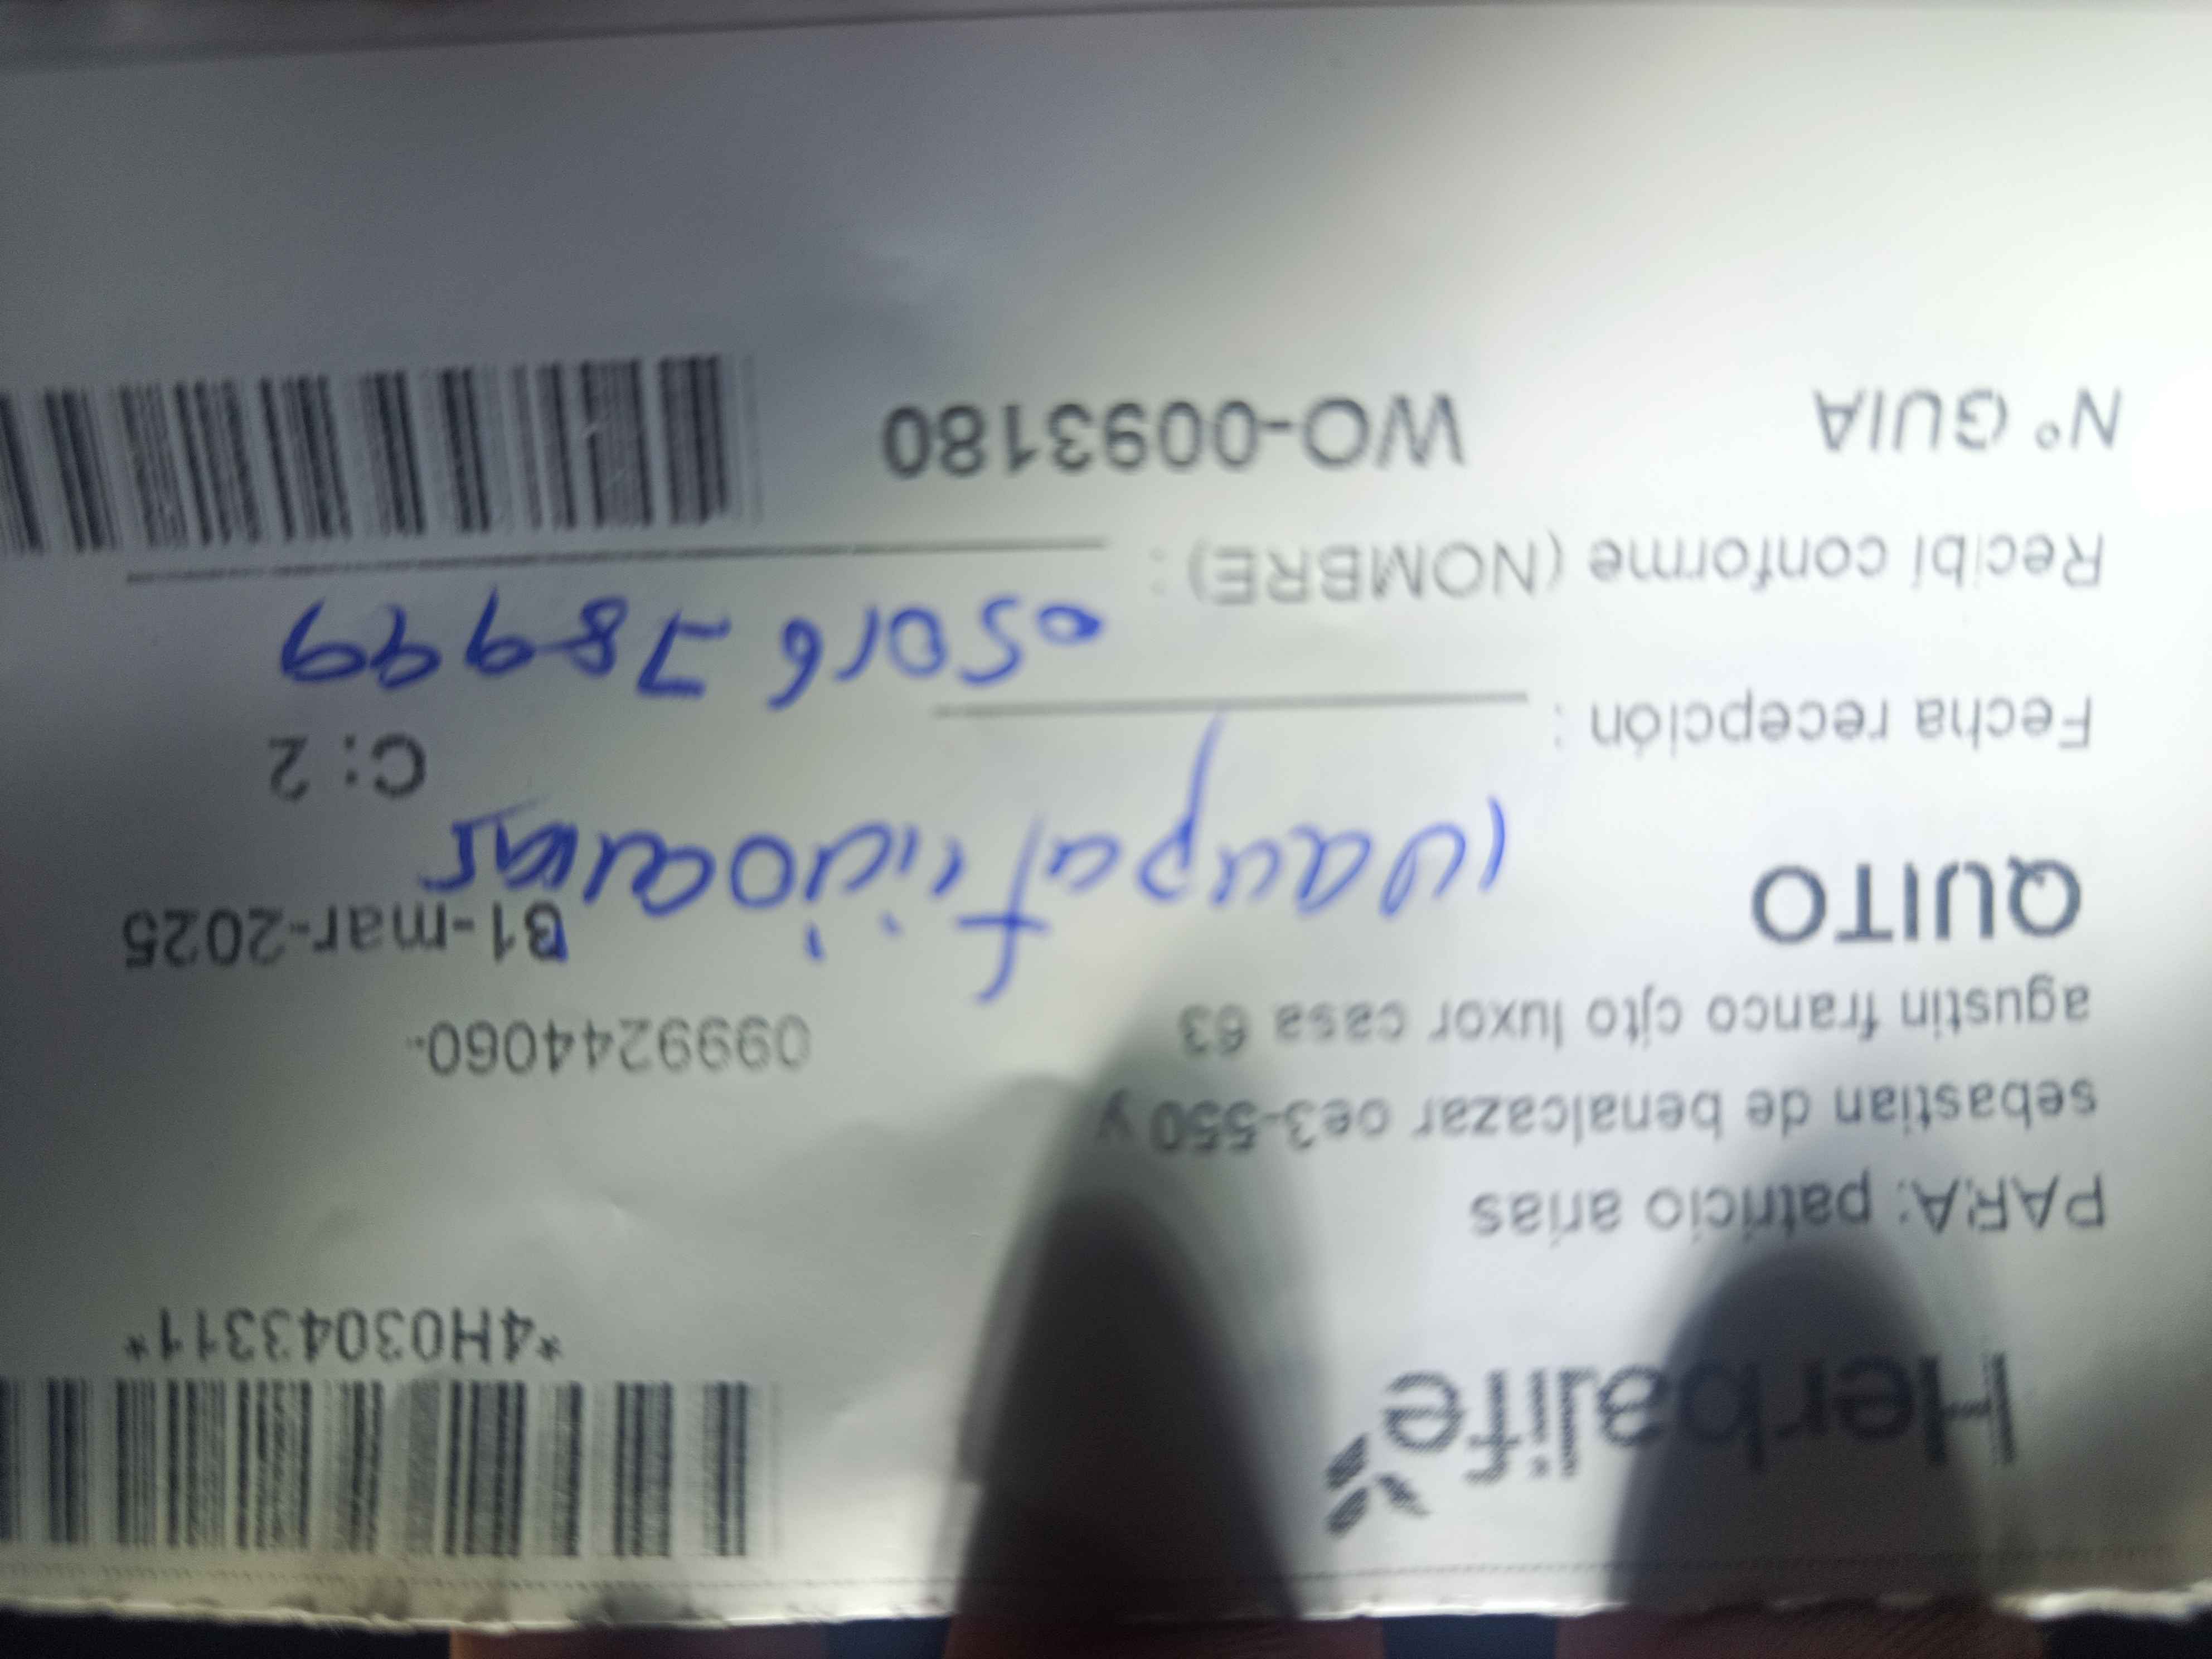 Herbalife
*4H03043311*
PARA: patricio arias
sebastian de benalcazar oe3-550 y
agustin franco cjto luxor casa 63
0999244060
QUITO
31-mar-2025
C: 2
Fecha recepción :
0501678999
Recibí conforme (NOMBRE) :
N° GUIA WO-0093180